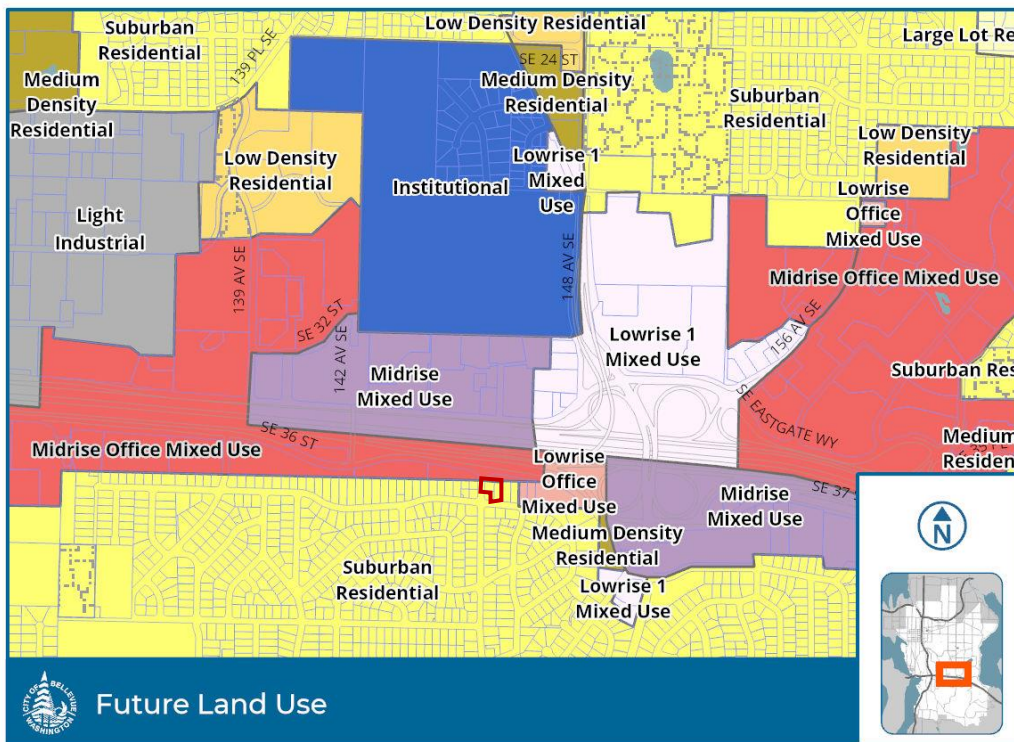 Low Density Residential
Suburban
Residential
Large Lot Re
139 PL SE
SE 24 ST
Medium
Density
Residential
Medium Density
Residential
Suburban
Residential
Low Density
Residential
Low Density
Residential
Lowrise 1
Mixed
Use
Institutional
Lowrise
Office
Mixed Use
Light
Industrial
139 AV SE
148 AV SE
Midrise Office Mixed Use
SE 32 ST
142 AV SE
156 AV SE
Lowrise 1
Mixed Use
Midrise
Mixed Use
Suburban Res
SE EASTGATE WY
SE 36 ST
Midrise Office Mixed Use
Medium
Residen
Lowrise
Office
Mixed Use
Midrise
Mixed Use
SE 37
Medium Density
Residential
Suburban
Residential
Lowrise 1
Mixed Use
N
CITY OF BELLEVUE
WASHINGTON
Future Land Use